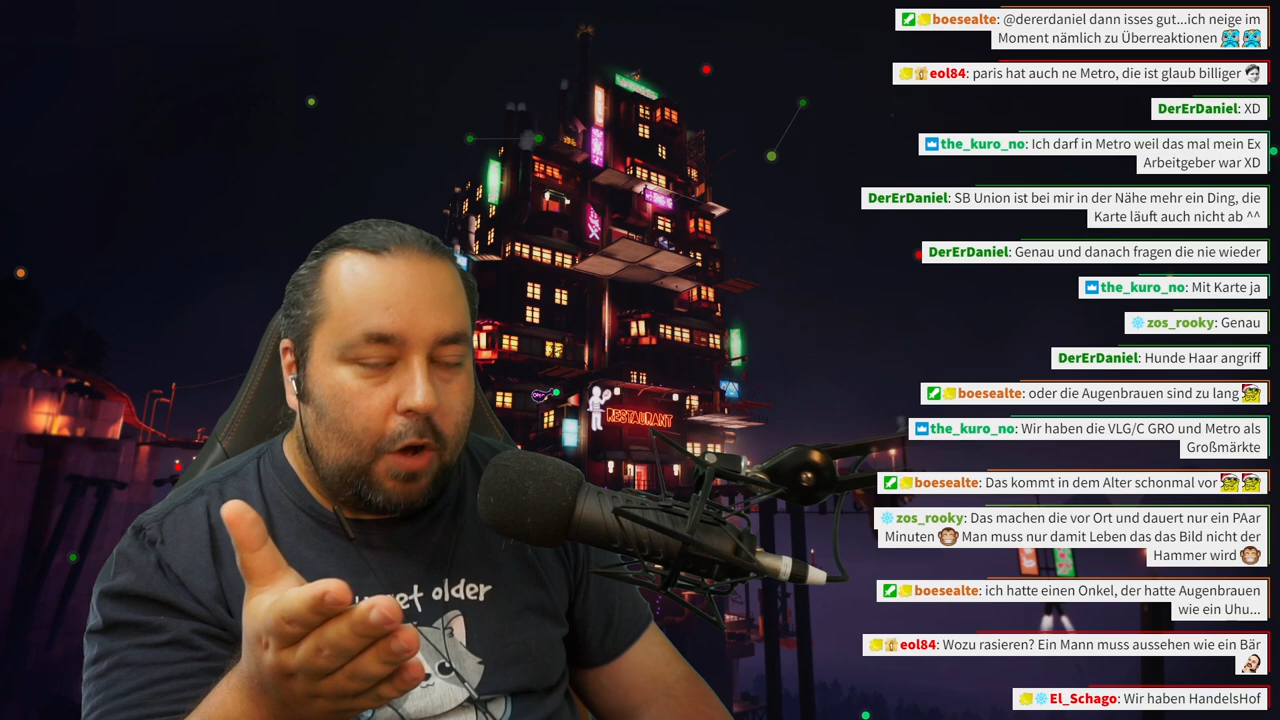 boesealte: @dererdaniel dann isses gut...ich neige im
Moment nämlich zu Überreaktionen
eol84: paris hat auch ne Metro, die ist glaub billiger
DerErDaniel: XD
the_kuro_no: Ich darf in Metro weil das mal mein Ex
Arbeitgeber war XD
DerErDaniel: SB Union ist bei mir in der Nähe mehr ein Ding, die
Karte läuft auch nicht ab ^^
DerErDaniel: Genau und danach fragen die nie wieder
the_kuro_no: Mit Karte ja
zos_rooky: Genau
DerErDaniel: Hunde Haar angriff
boesealte: oder die Augenbrauen sind zu lang
the_kuro_no: Wir haben die VLG/C GRO und Metro als
Großmärkte
boesealte: Das kommt in dem Alter schonmal vor
zos_rooky: Das machen die vor Ort und dauert nur ein PAar
Minuten Man muss nur damit Leben das das Bild nicht der
Hammer wird
boesealte: ich hatte einen Onkel, der hatte Augenbrauen
wie ein Uhu...
eol84: Wozu rasieren? Ein Mann muss aussehen wie ein Bär
El_Schago: Wir haben HandelsHof
RESTAURANT
get older